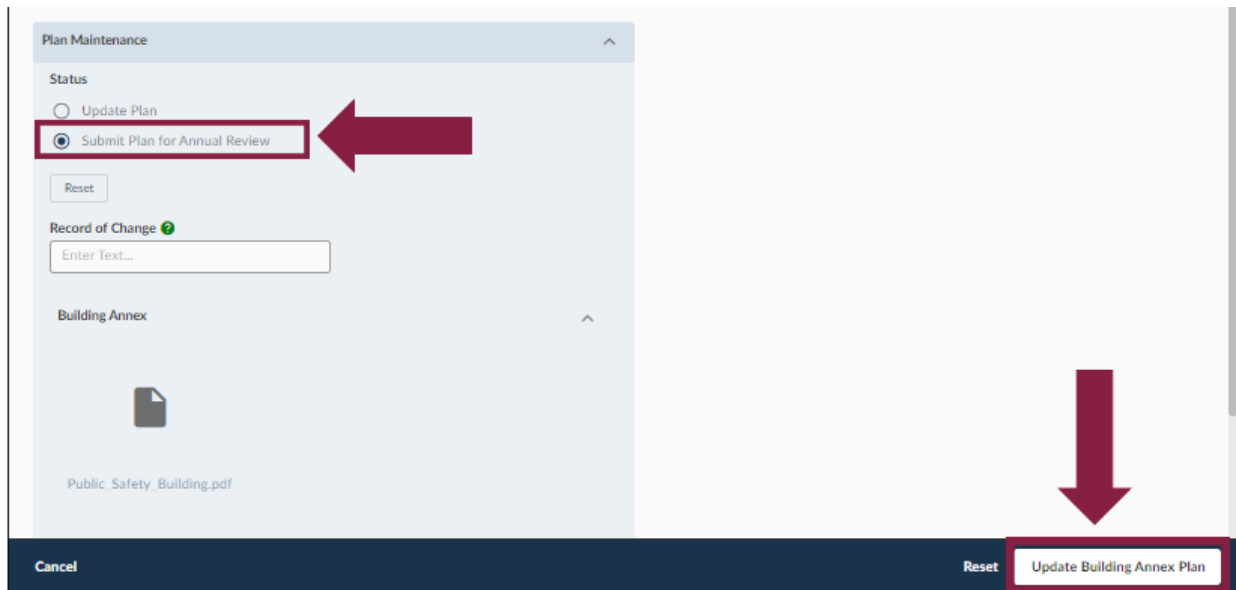 Plan Maintenance
Status
Update Plan
Submit Plan for Annual Review
Reset
Record of Change ?
Enter Text...
Building Annex
Public_Safety_Building.pdf
Cancel
Reset
Update Building Annex Plan